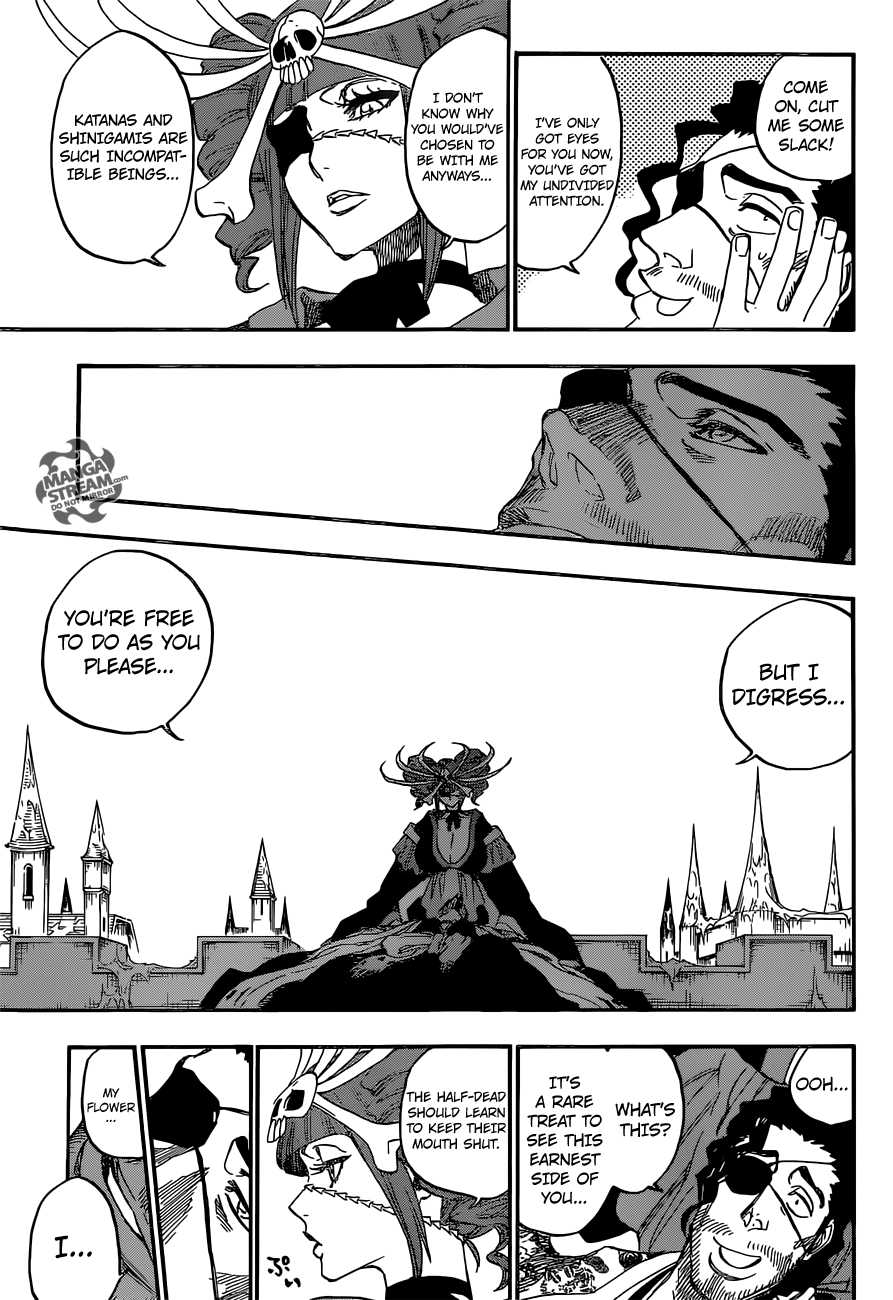 COME
ON, CUT
ME SOME
SLACK!
I'VE ONLY
GOT EYES
FOR YOU NOW,
YOU'VE GOT
MY UNDIVIDED
ATTENTION.
I DON'T
KNOW WHY
YOU WOULD'VE
CHOSEN TO
BE WITH ME
ANYWAYS...
KATANAS AND
SHINIGAMIS ARE
SUCH INCOMPAT-
IBLE BEINGS...
MANGA
STREAM.com
DO NOT MIRROR
BUT I
DIGRESS...
YOU'RE FREE
TO DO AS YOU
PLEASE...
OOH...
WHAT'S
THIS?
IT'S
A RARE
TREAT TO
SEE THIS
EARNEST
SIDE OF
YOU...
THE HALF-DEAD
SHOULD LEARN
TO KEEP THEIR
MOUTH SHUT.
MY
FLOWER
...
I...